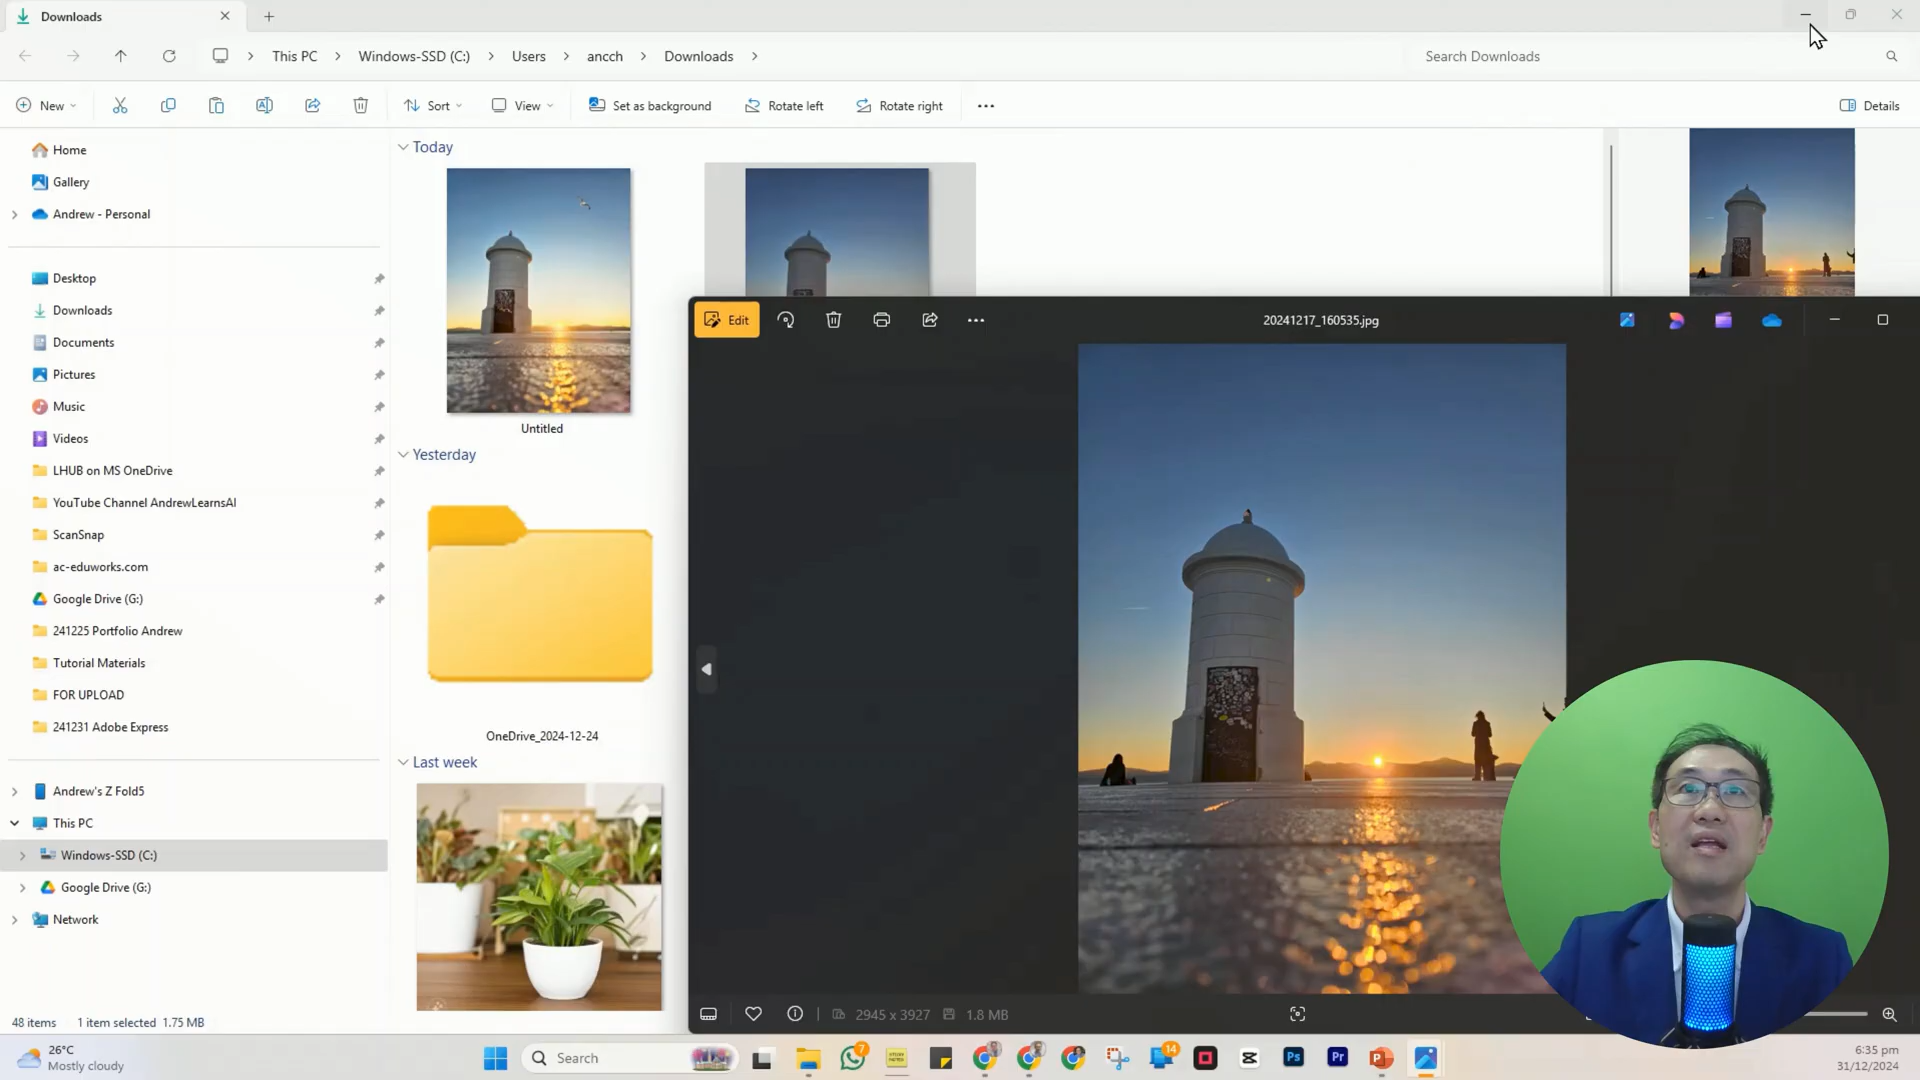 Downloads
This PC
Windows-SSD (C:)
Users
ancch
Downloads
Search Downloads
New
Sort
View
Set as background
Rotate left
Rotate right
Details
Home
Gallery
Andrew - Personal
Desktop
Downloads
Documents
Pictures
Music
Videos
LHUB on MS OneDrive
YouTube Channel AndrewLearnsAI
ScanSnap
ac-eduworks.com
Google Drive (G:)
241225 Portfolio Andrew
Tutorial Materials
FOR UPLOAD
241231 Adobe Express
Andrew's Z Fold5
This PC
Windows-SSD (C:)
Google Drive (G:)
Network
Today
Untitled
Yesterday
OneDrive_2024-12-24
Last week
Edit
20241217_160535.jpg
2945 x 3927
1.8 MB
48 items
1 item selected 1.75 MB
26°C
Mostly cloudy
Search
7
14
Ps
Pr
6:35 pm
31/12/2024